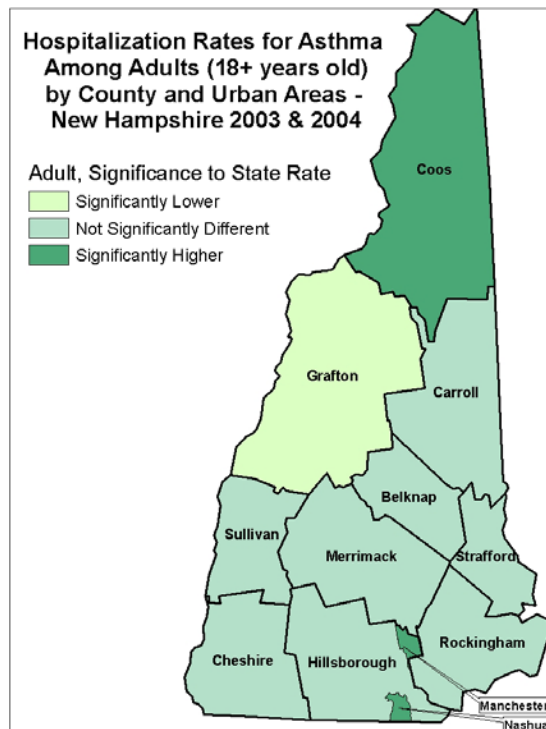 Hospitalization Rates for Asthma
Among Adults (18+ years old)
by County and Urban Areas -
New Hampshire 2003 & 2004
Adult, Significance to State Rate
Significantly Lower
Not Significantly Different
Significantly Higher
Coos
Grafton
Carroll
Belknap
Sullivan
Merrimack
Strafford
Rockingham
Cheshire
Hillsborough
Manchester
Nashua